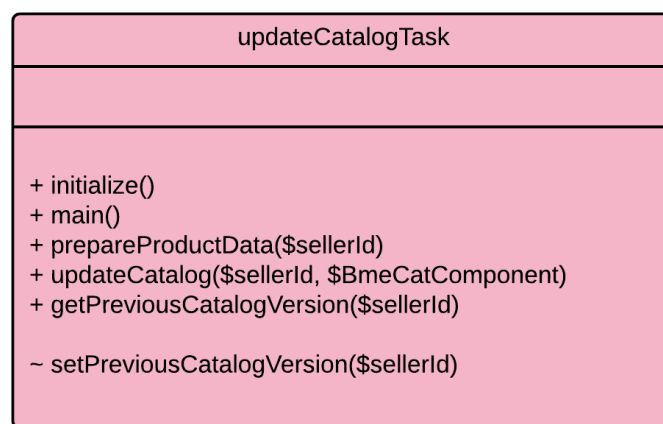 updateCatalogTask
+ initialize()
+ main()
+ prepareProductData($sellerId)
+ updateCatalog($sellerId, $BmeCatComponent)
+ getPreviousCatalogVersion($sellerId)
~ setPreviousCatalogVersion($sellerId)